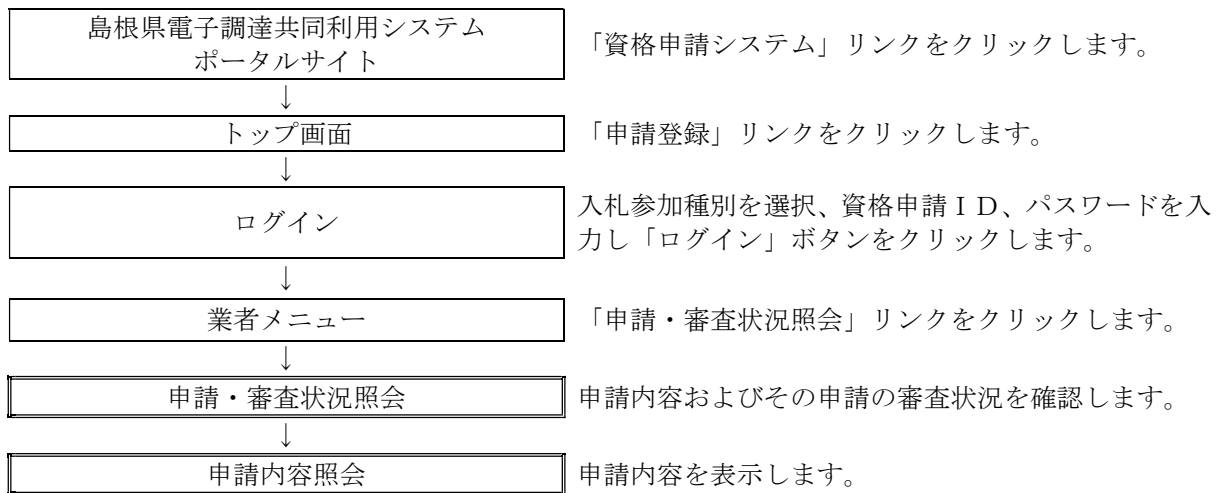 島根県電子調達共同利用システム
ポータルサイト
「資格申請システム」リンクをクリックします。
↓
トップ画面
「申請登録」リンクをクリックします。
↓
ログイン
入札参加種別を選択、資格申請ＩＤ、パスワードを入
力し「ログイン」ボタンをクリックします。
↓
業者メニュー
「申請・審査状況照会」リンクをクリックします。
↓
申請・審査状況照会
申請内容およびその申請の審査状況を確認します。
↓
申請内容照会
申請内容を表示します。